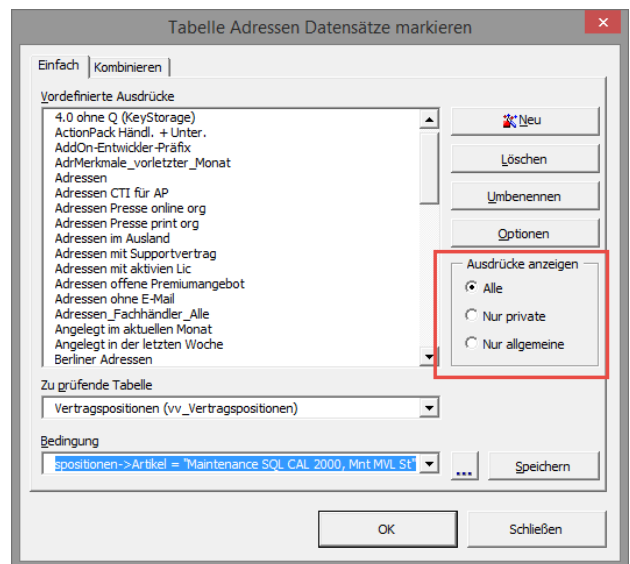 Tabelle Adressen Datensätze markieren
Einfach
Kombinieren
Vordefinierte Ausdrücke
4.0 ohne Q (KeyStorage)
ActionPack Händl. + Unter.
AddOn-Entwickler-Präfix
AdrMerkmale_vorletzter_Monat
Adressen
Adressen CTI für AP
Adressen Presse online org
Adressen Presse print org
Adressen im Ausland
Adressen mit Supportvertrag
Adressen mit aktivien Lic
Adressen offene Premiumangebot
Adressen ohne E-Mail
Adressen_Fachhändler_Alle
Angelegt im aktuellen Monat
Angelegt in der letzten Woche
Berliner Adressen
Neu
Löschen
Umbenennen
Optionen
Ausdrücke anzeigen
Alle
Nur private
Nur allgemeine
Zu prüfende Tabelle
Vertragspositionen (vv_Vertragspositionen)
Bedingung
spositionen->Artikel = "Maintenance SQL CAL 2000, Mnt MVL St"
...
Speichern
OK
Schließen